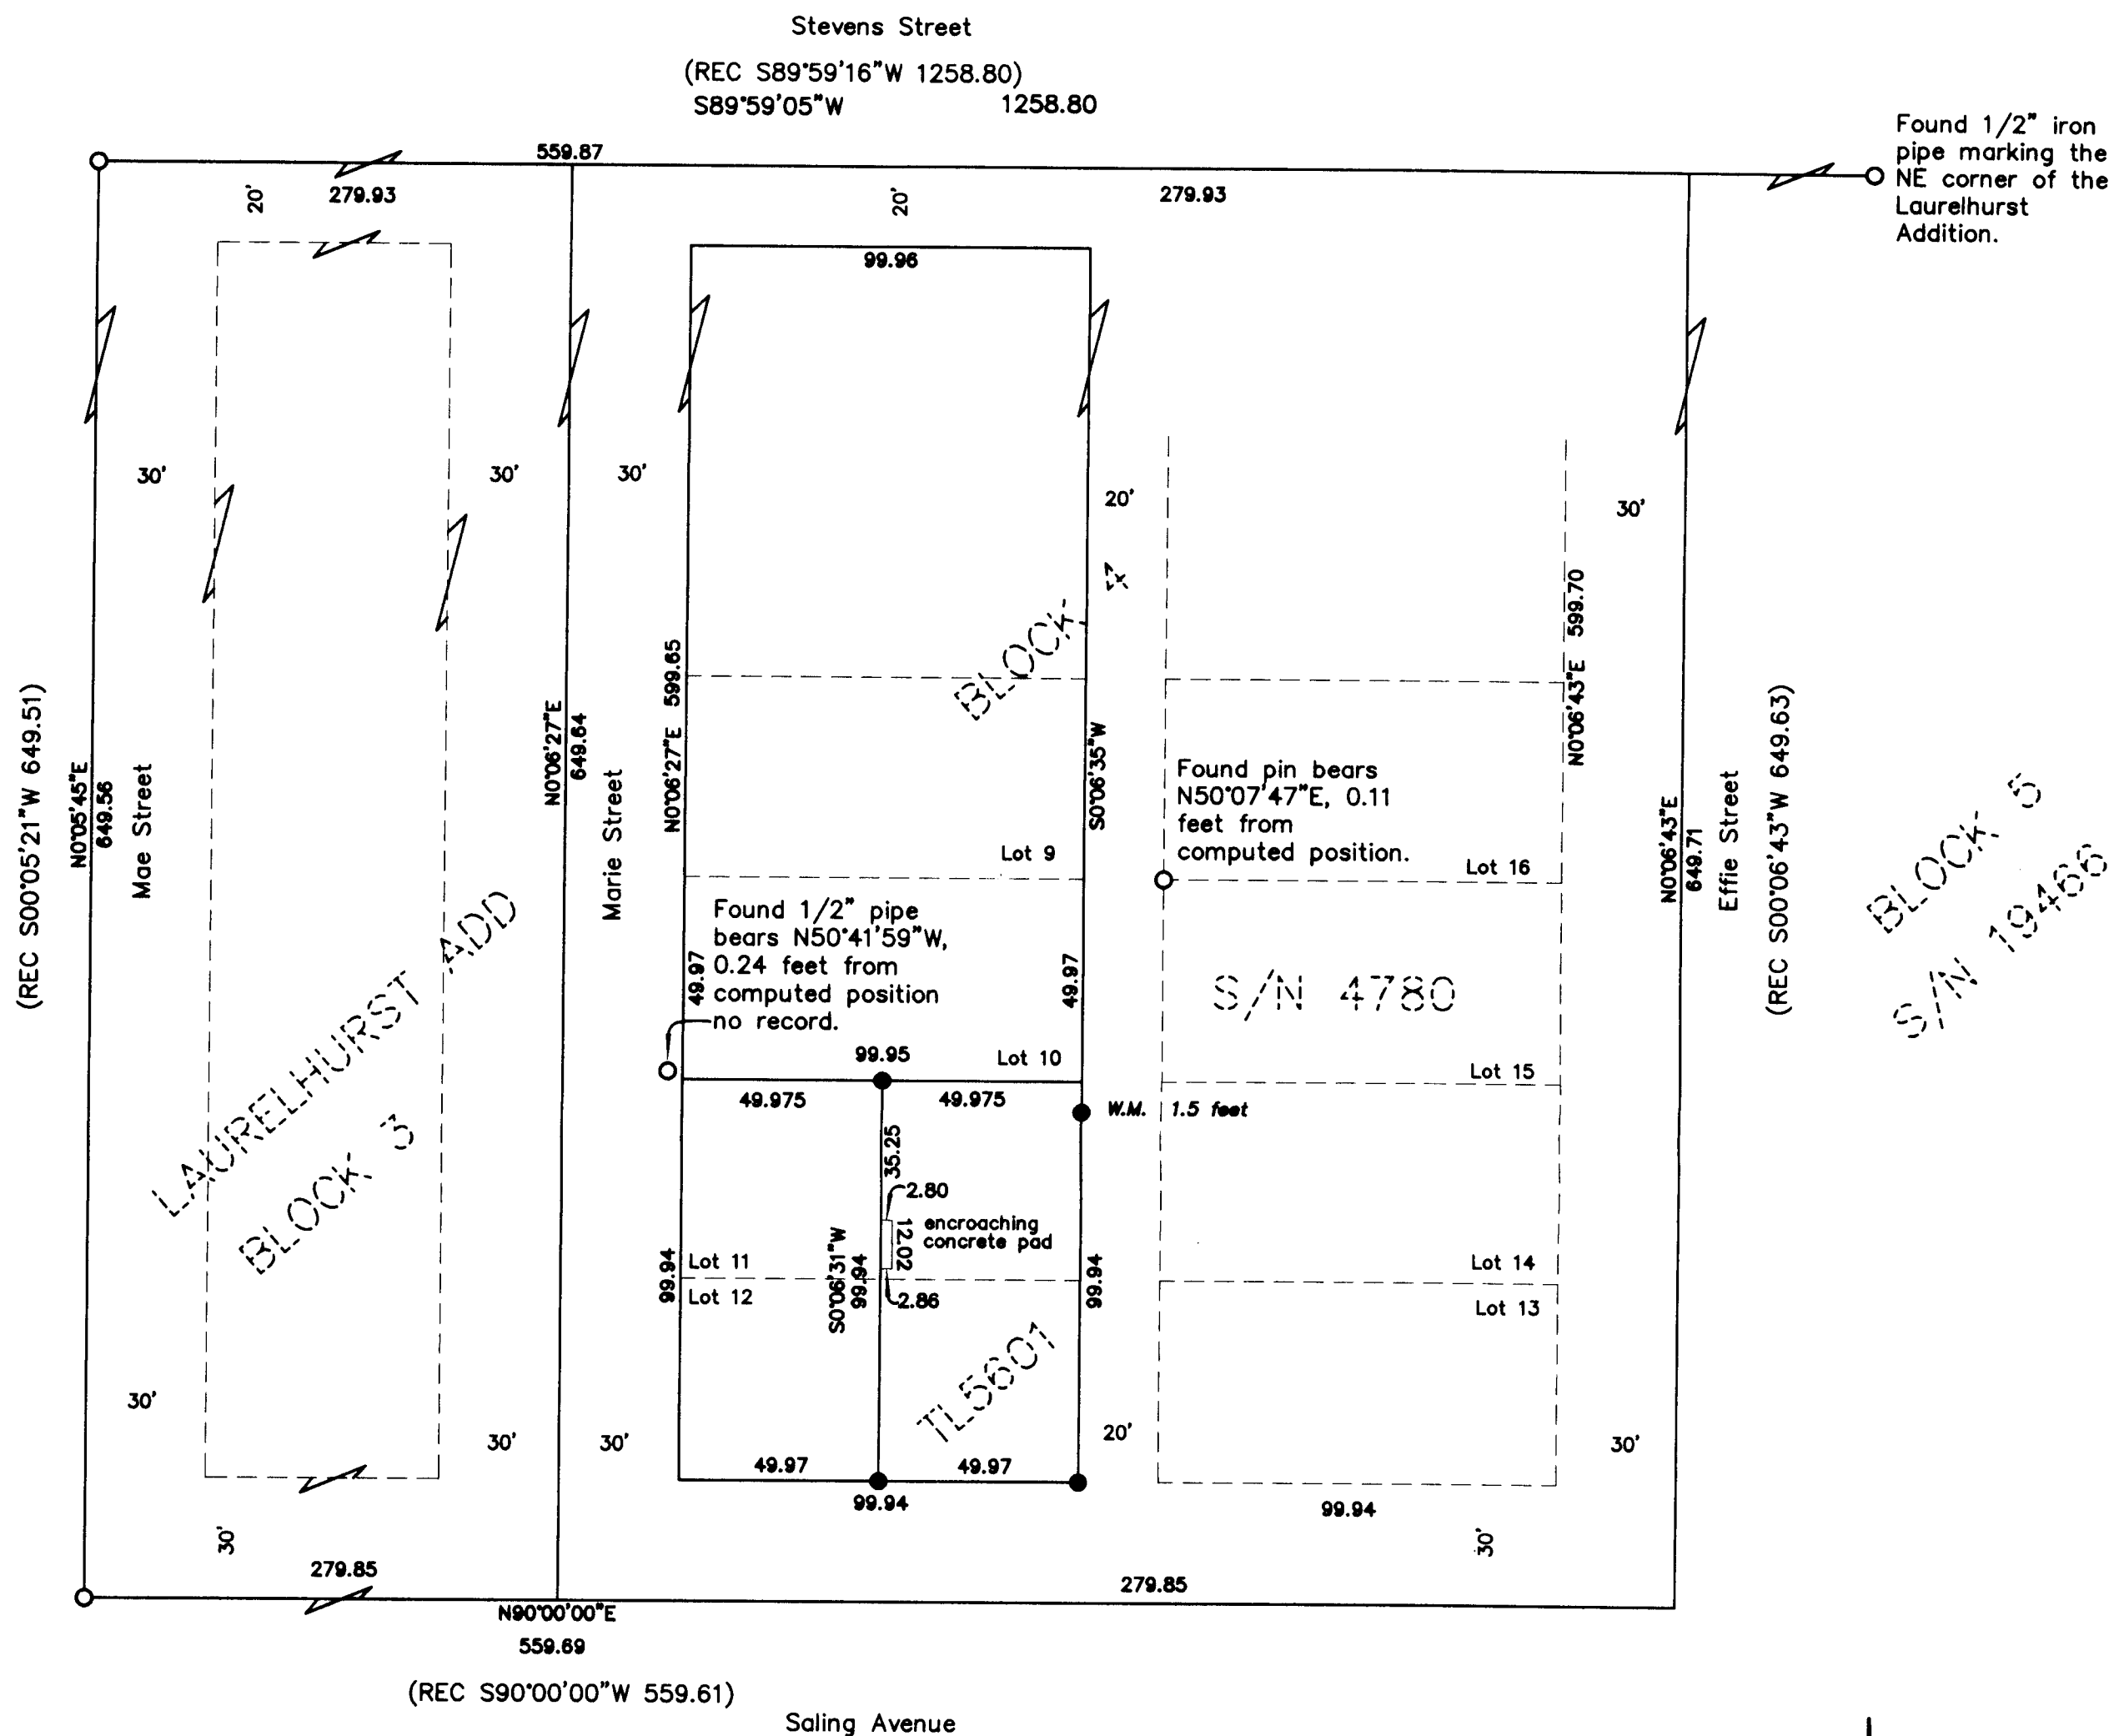 Stevens Street
(REC S89°59'16"W 1258.80)
S89°59'05"W 1258.80
Found 1/2" iron
pipe marking the
NE corner of the
Laurelhurst
Addition.
559.87
279.93
279.93
20'
20'
99.96
30'
30'
30'
20'
30'
BLOCK 4
N0°06'43"E 599.70
N0°06'27"E 599.65
S0°06'35"W
(REC S00°05'21"W 649.51)
N0°05'45"E
649.56
Mae Street
N0°06'27"E
649.64
Marie Street
Found pin bears
N50°07'47"E, 0.11
feet from
computed position.
N0°06'43"E
649.71
Effie Street
(REC S00°06'43"W 649.63)
BLOCK 5
S/N 19466
Lot 9
Lot 16
Found 1/2" pipe
bears N50°41'59"W,
0.24 feet from
computed position
no record.
49.97
49.97
S/N 4780
LAURELHURST ADD
BLOCK 3
99.95
Lot 10
Lot 15
49.975
49.975
W.M. 1.5 feet
35.25
2.80
12.02
encroaching
concrete pad
2.86
Lot 11
Lot 12
99.94
S0°06'31"W
99.94
99.94
Lot 14
Lot 13
TL5601
30'
30'
30'
20'
30'
49.97
49.97
99.94
99.94
30'
30'
279.85
279.85
N90°00'00"E
559.69
(REC S90°00'00"W 559.61)
Saling Avenue